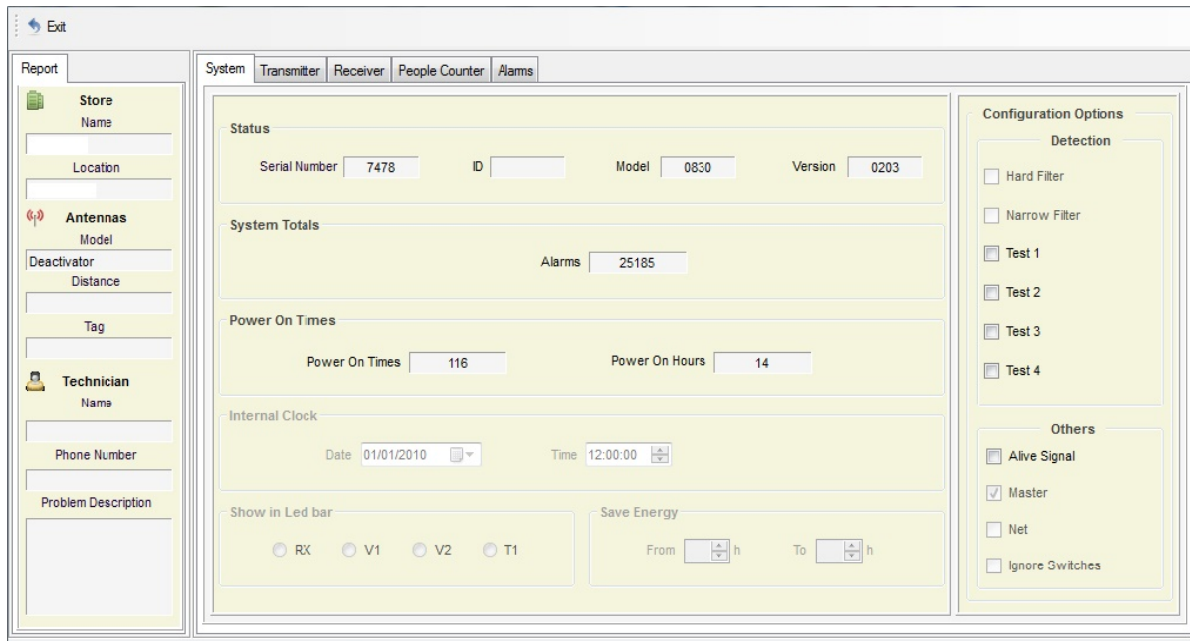 Exit
Report
System Transmitter Receiver People Counter Alarms
Store
Name
Location
Antennas
Model
Deactivator
Distance
Tag
Technician
Name
Phone Number
Problem Description
Status
Serial Number 7478 ID Model 0830 Version 0203
System Totals
Alarms 25185
Power On Times
Power On Times 116 Power On Hours 14
Internal Clock
Date 01/01/2010 Time 12:00:00
Show in Led bar
RX V1 V2 T1
Save Energy
From h To h
Configuration Options
Detection
Hard Filter
Narrow Filter
Test 1
Test 2
Test 3
Test 4
Others
Alive Signal
Master
Net
Ignore Switches